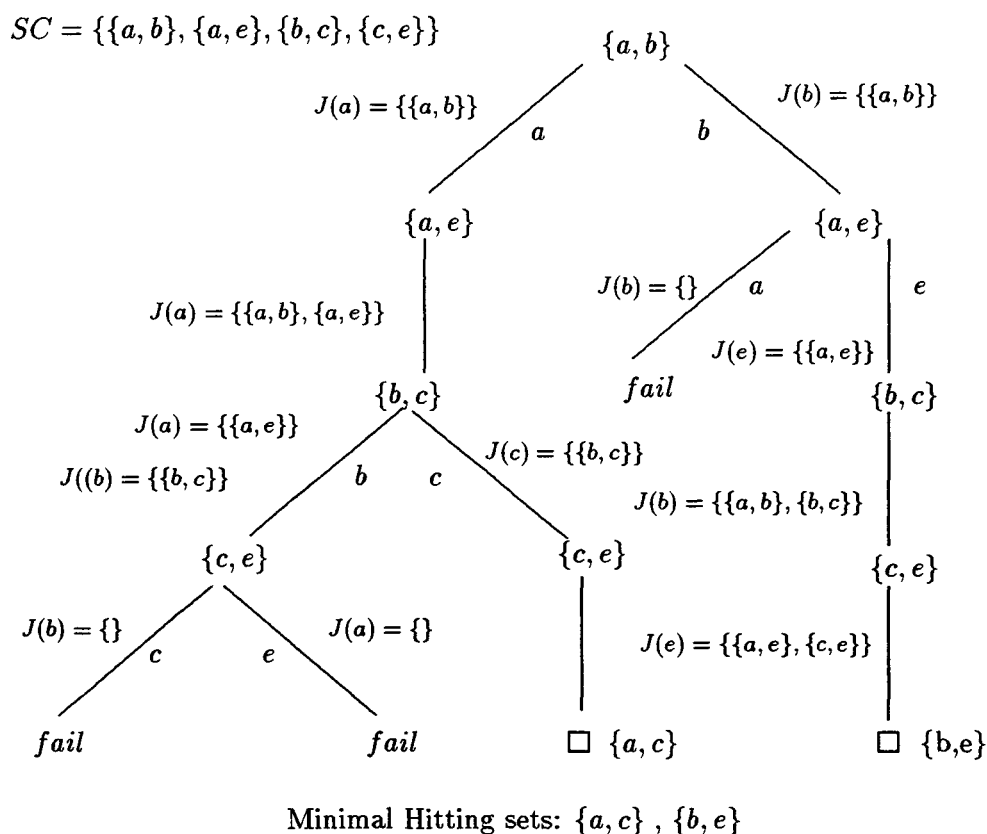 SC = {{a, b}, {a, e}, {b, c}, {c, e}}
{a, b}
J(a) = {{a, b}}
J(b) = {{a, b}}
a
b
{a, e}
{a, e}
J(b) = {}
a
e
J(a) = {{a, b}, {a, e}}
J(e) = {{a, e}}
fail
{b, c}
{b, c}
J(a) = {{a, e}}
J(c) = {{b, c}}
J((b) = {{b, c}}
b
c
J(b) = {{a, b}, {b, c}}
{c, e}
{c, e}
{c, e}
J(b) = {}
J(a) = {}
J(e) = {{a, e}, {c, e}}
c
e
fail
fail
□ {a, c}
□ {b,e}
Minimal Hitting sets: {a, c} , {b, e}